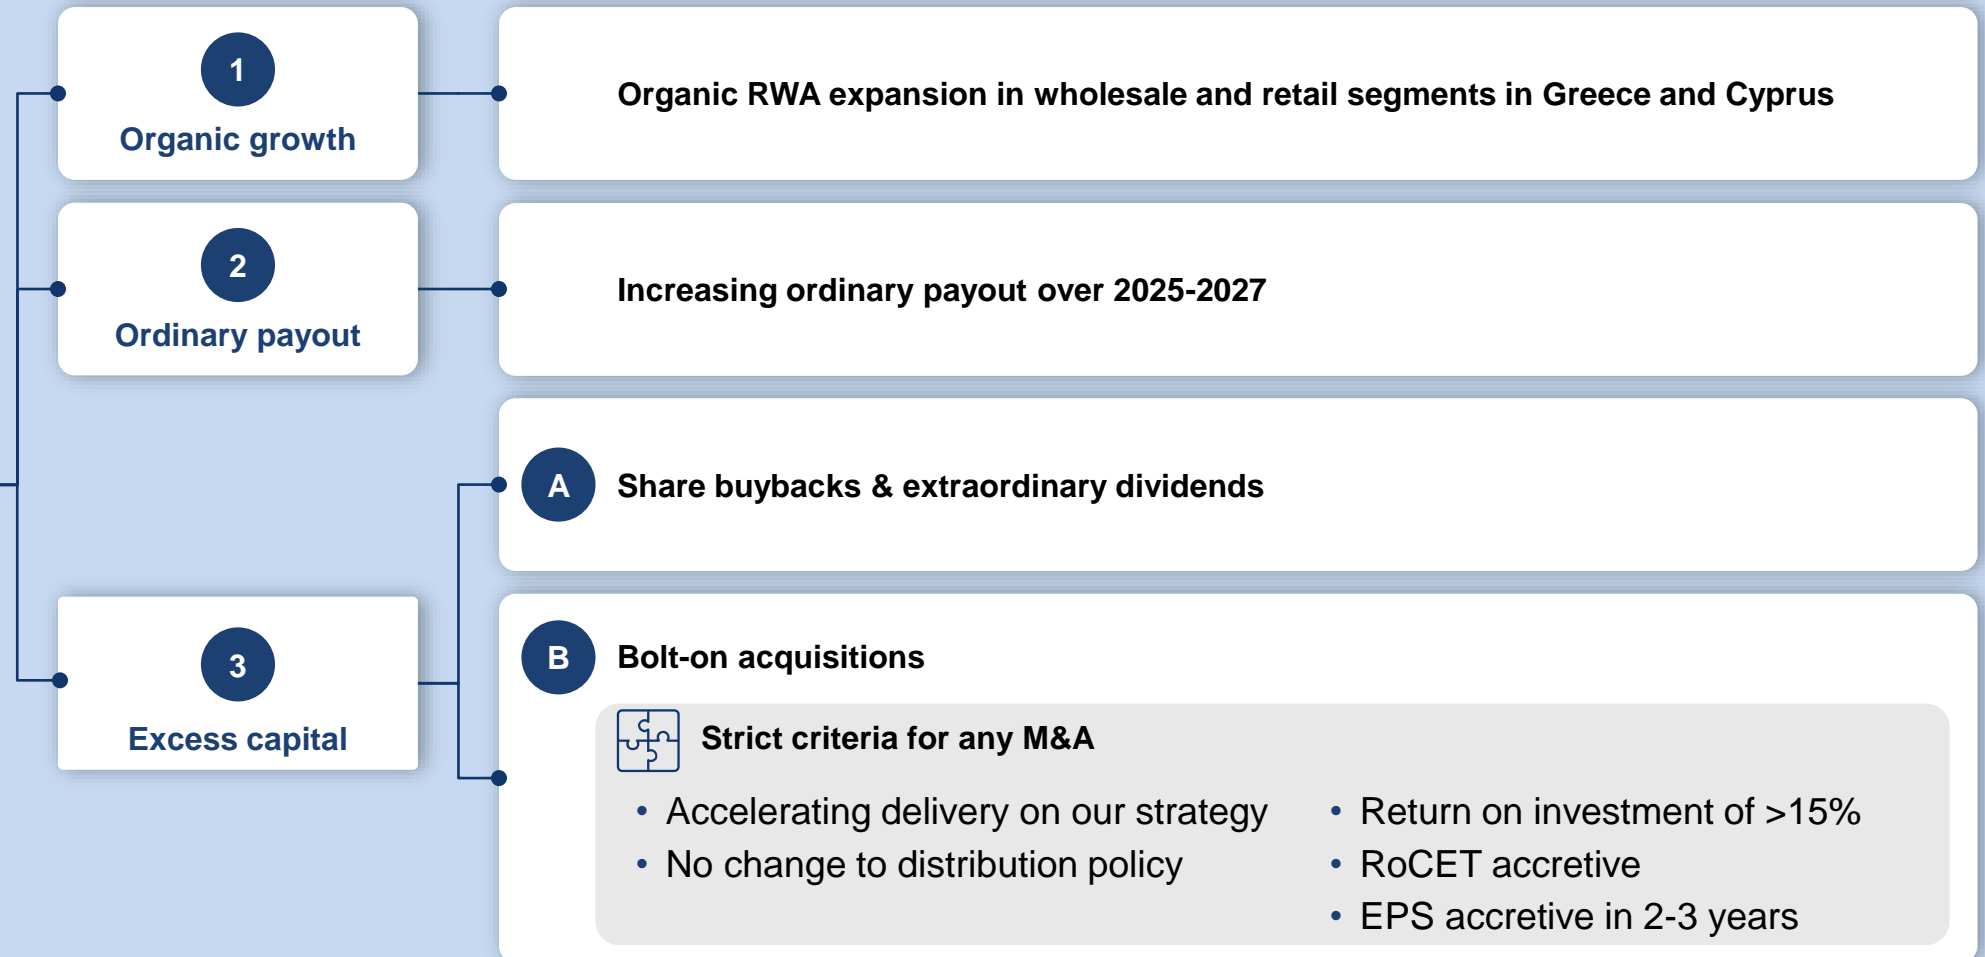 1
Organic growth
Organic RWA expansion in wholesale and retail segments in Greece and Cyprus
2
Ordinary payout
Increasing ordinary payout over 2025-2027
3
Excess capital
A
Share buybacks & extraordinary dividends
B
Bolt-on acquisitions
Strict criteria for any M&A
• Accelerating delivery on our strategy
• No change to distribution policy
• Return on investment of >15%
• RoCET accretive
• EPS accretive in 2-3 years